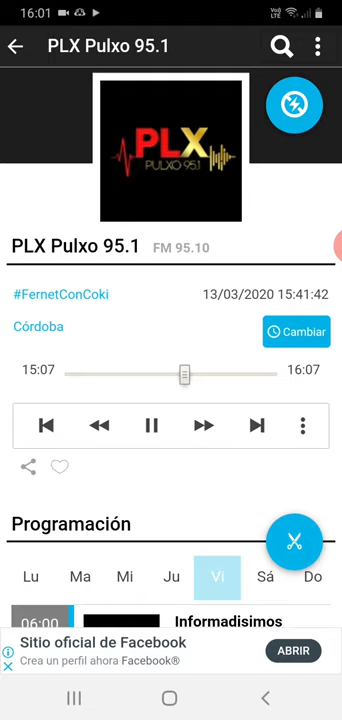 16:01
Vo))
LTE
PLX Pulxo 95.1
PLX
PULXO 95.1
PLX Pulxo 95.1 FM 95.10
#FernetConCoki 13/03/2020 15:41:42
Córdoba Cambiar
15:07 16:07
Programación
Lu Ma Mi Ju Vi Sá Do
06:00 Informadisimos
Sitio oficial de Facebook
Crea un perfil ahora Facebook®
ABRIR